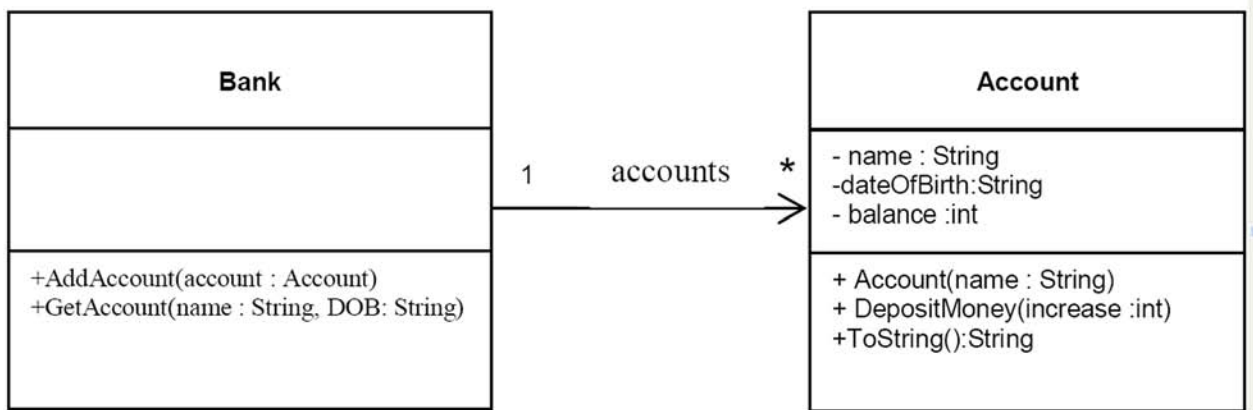 Bank
+AddAccount(account : Account)
+GetAccount(name : String, DOB: String)
1 accounts *
Account
- name : String
-dateOfBirth:String
- balance :int
+ Account(name : String)
+ DepositMoney(increase :int)
+ToString():String